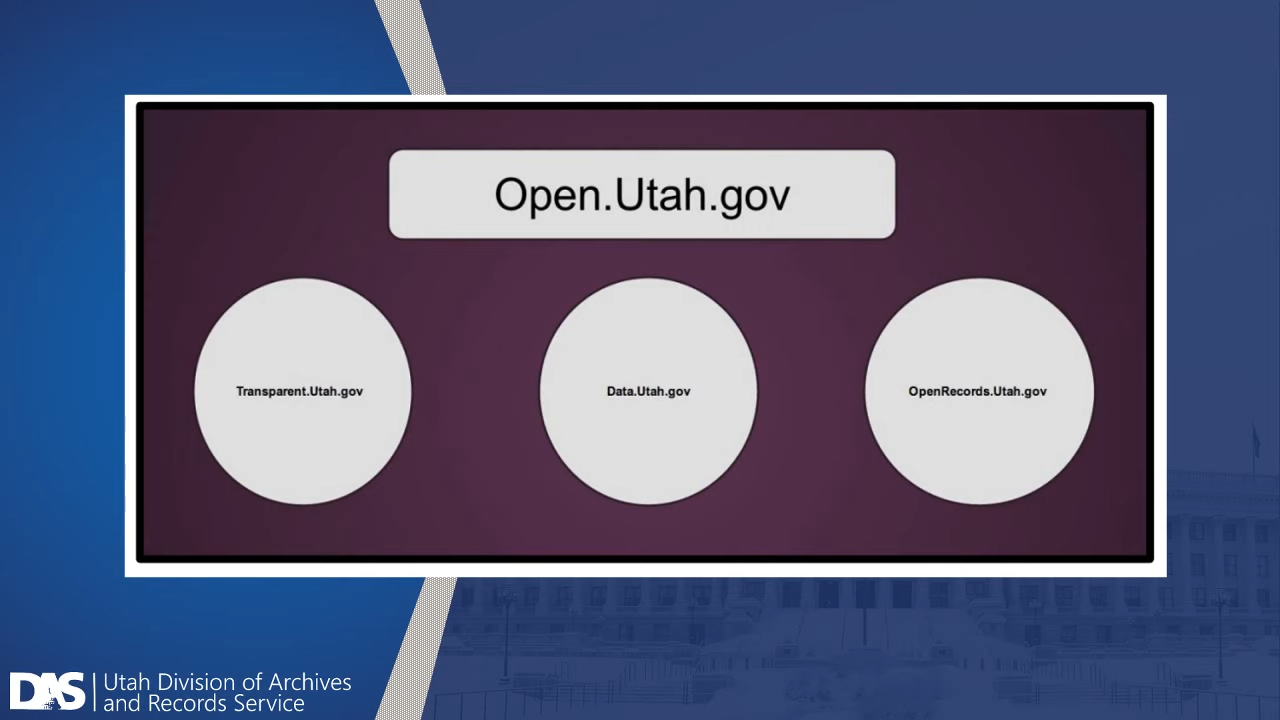 Open.Utah.gov
Transparent.Utah.gov
Data.Utah.gov
OpenRecords.Utah.gov
DAS
Utah Division of Archives
and Records Service